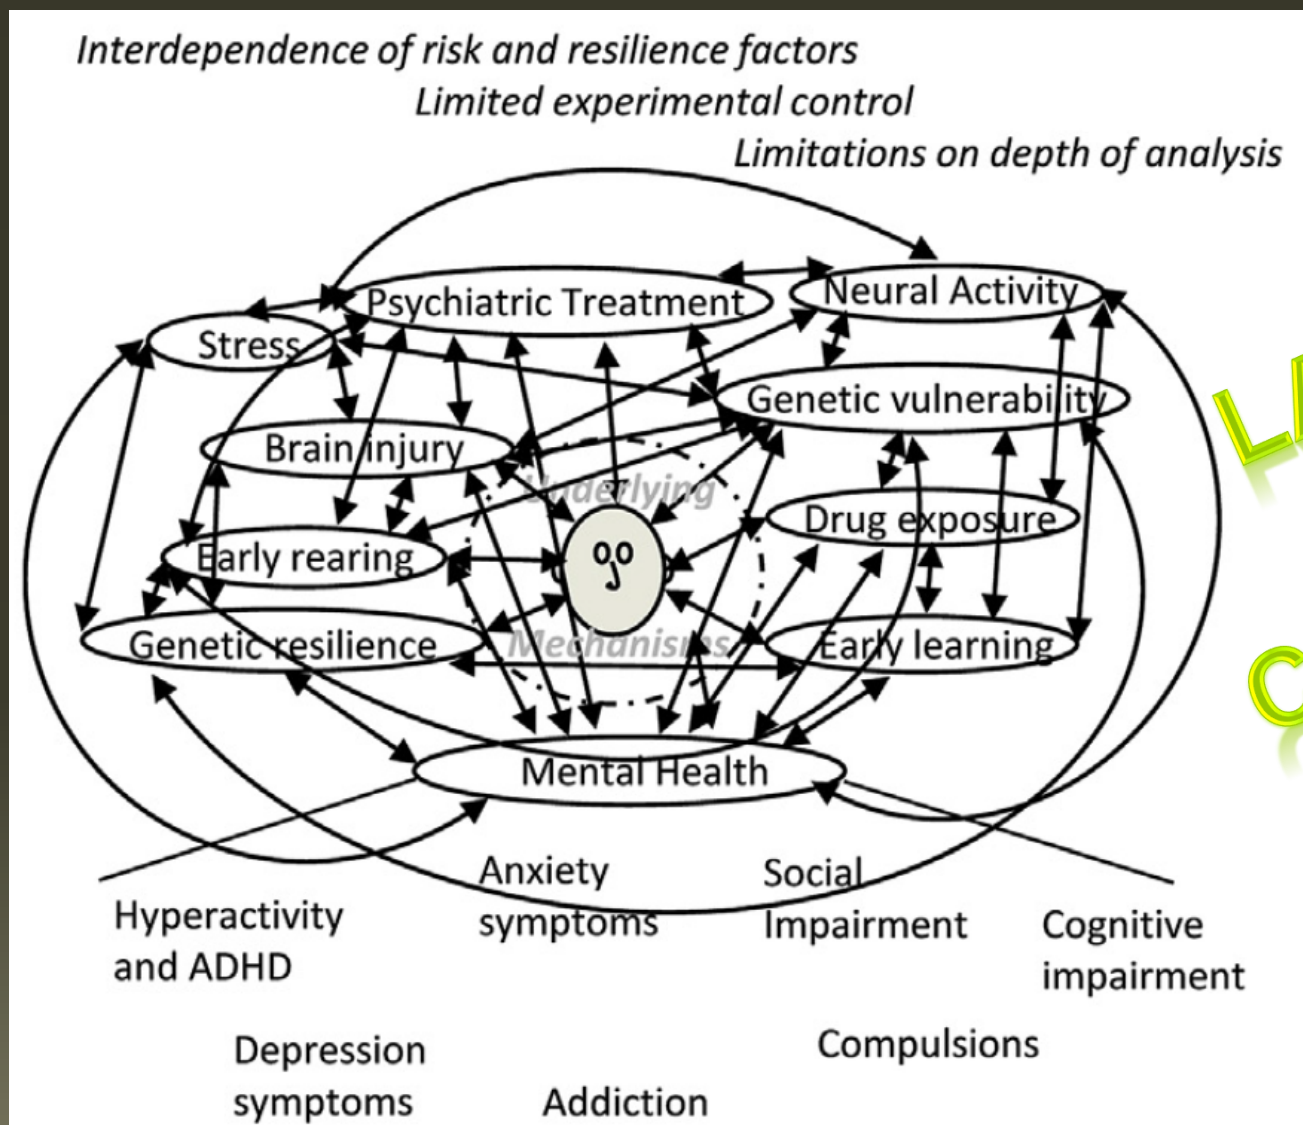 Interdependence of risk and resilience factors
Limited experimental control
Limitations on depth of analysis
Psychiatric Treatment
Neural Activity
Stress
Genetic vulnerability
Brain injury
Underlying
Drug exposure
Early rearing
Genetic resilience
Mechanisms
Early learning
Mental Health
Anxiety
symptoms
Social
Impairment
Hyperactivity
and ADHD
Cognitive
impairment
Depression
symptoms
Compulsions
Addiction